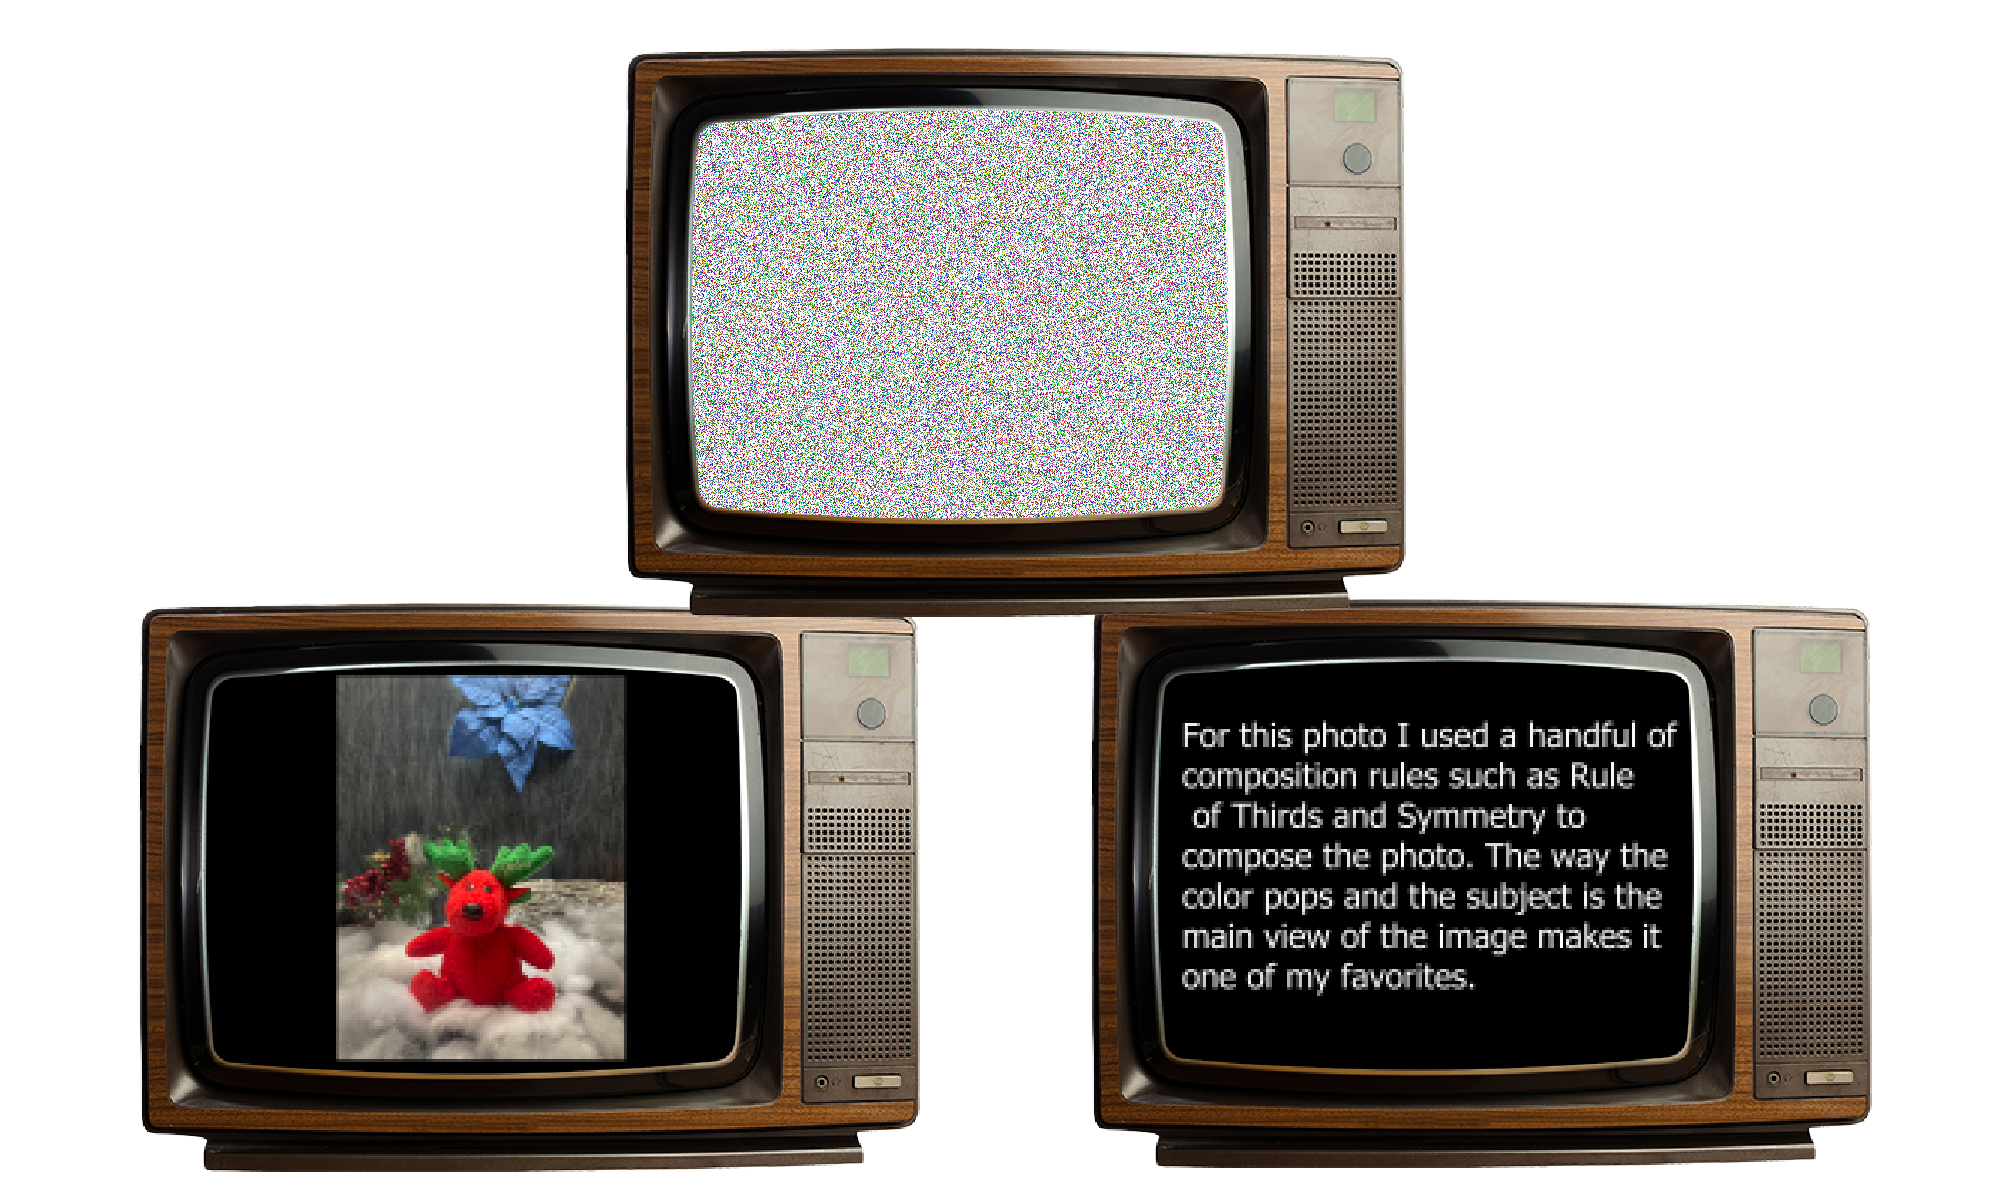 For this photo I used a handful of
composition rules such as Rule
of Thirds and Symmetry to
compose the photo. The way the
color pops and the subject is the
main view of the image makes it
one of my favorites.